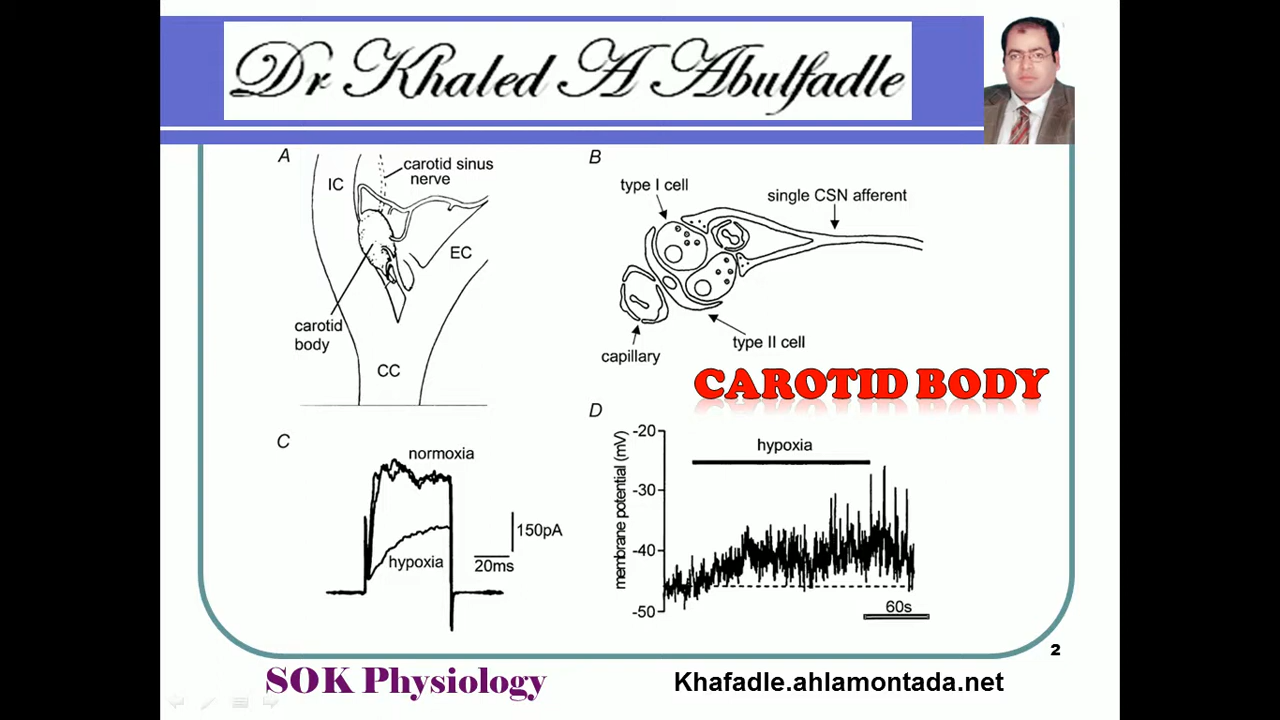 Dr Khaled A Abulfadle
A
IC
carotid sinus
nerve
EC
carotid
body
CC
B
type I cell
single CSN afferent
capillary
type II cell
CAROTID BODY
C
normoxia
hypoxia
150pA
20ms
D
membrane potential (mV)
-20
-30
-40
-50
hypoxia
60s
2
SOK Physiology
Khafadle.ahlamontada.net